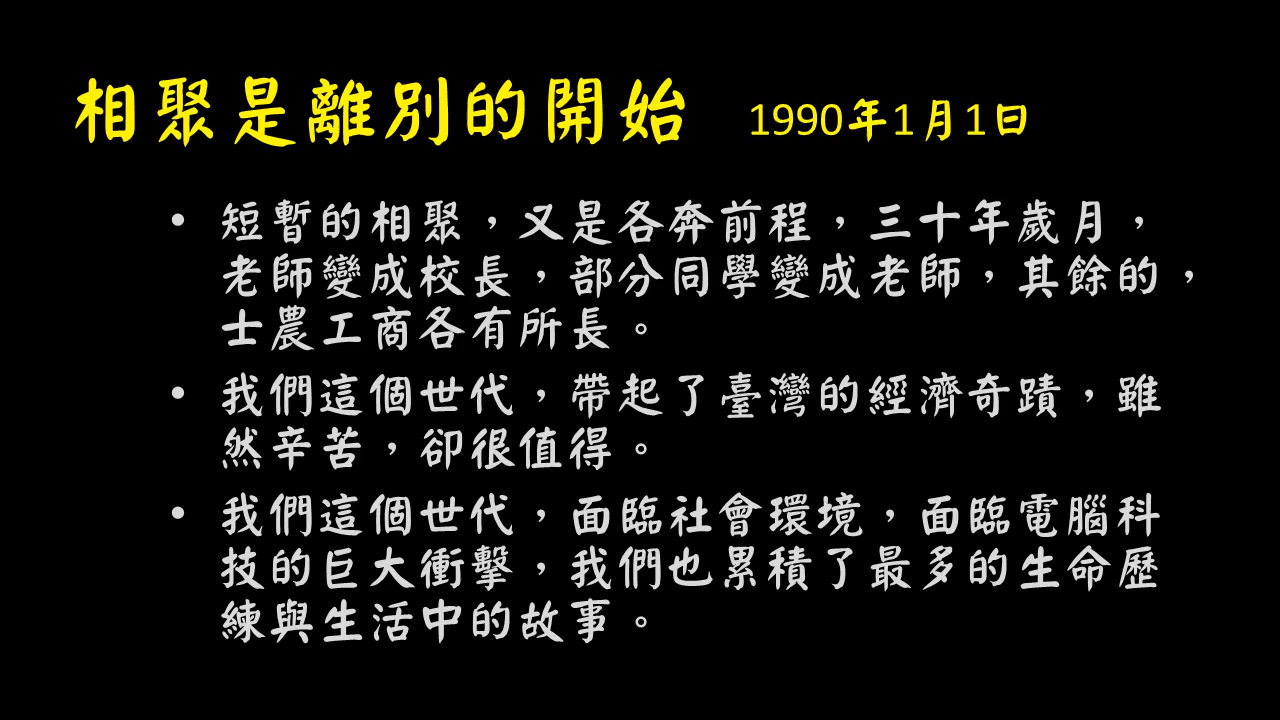 相聚是離別的開始 1990年1月1日
• 短暫的相聚，又是各奔前程，三十年歲月，
老師變成校長，部分同學變成老師，其餘的，
士農工商各有所長。
• 我們這個世代，帶起了臺灣的經濟奇蹟，雖
然辛苦，卻很值得。
• 我們這個世代，面臨社會環境，面臨電腦科
技的巨大衝擊，我們也累積了最多的生命歷
練與生活中的故事。